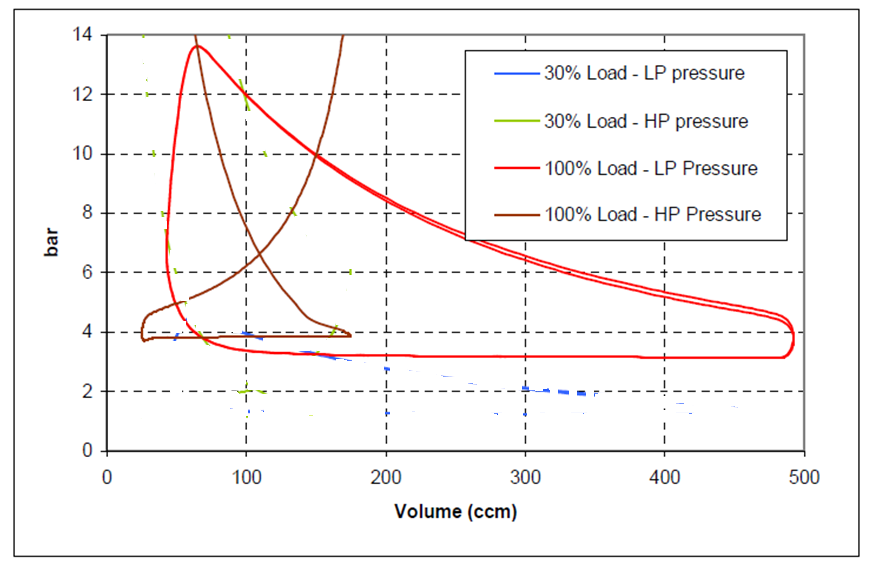 14
12
10
8
6
4
2
0
bar
30% Load - LP pressure
30% Load - HP pressure
100% Load - LP Pressure
100% Load - HP Pressure
0 100 200 300 400 500
Volume (ccm)